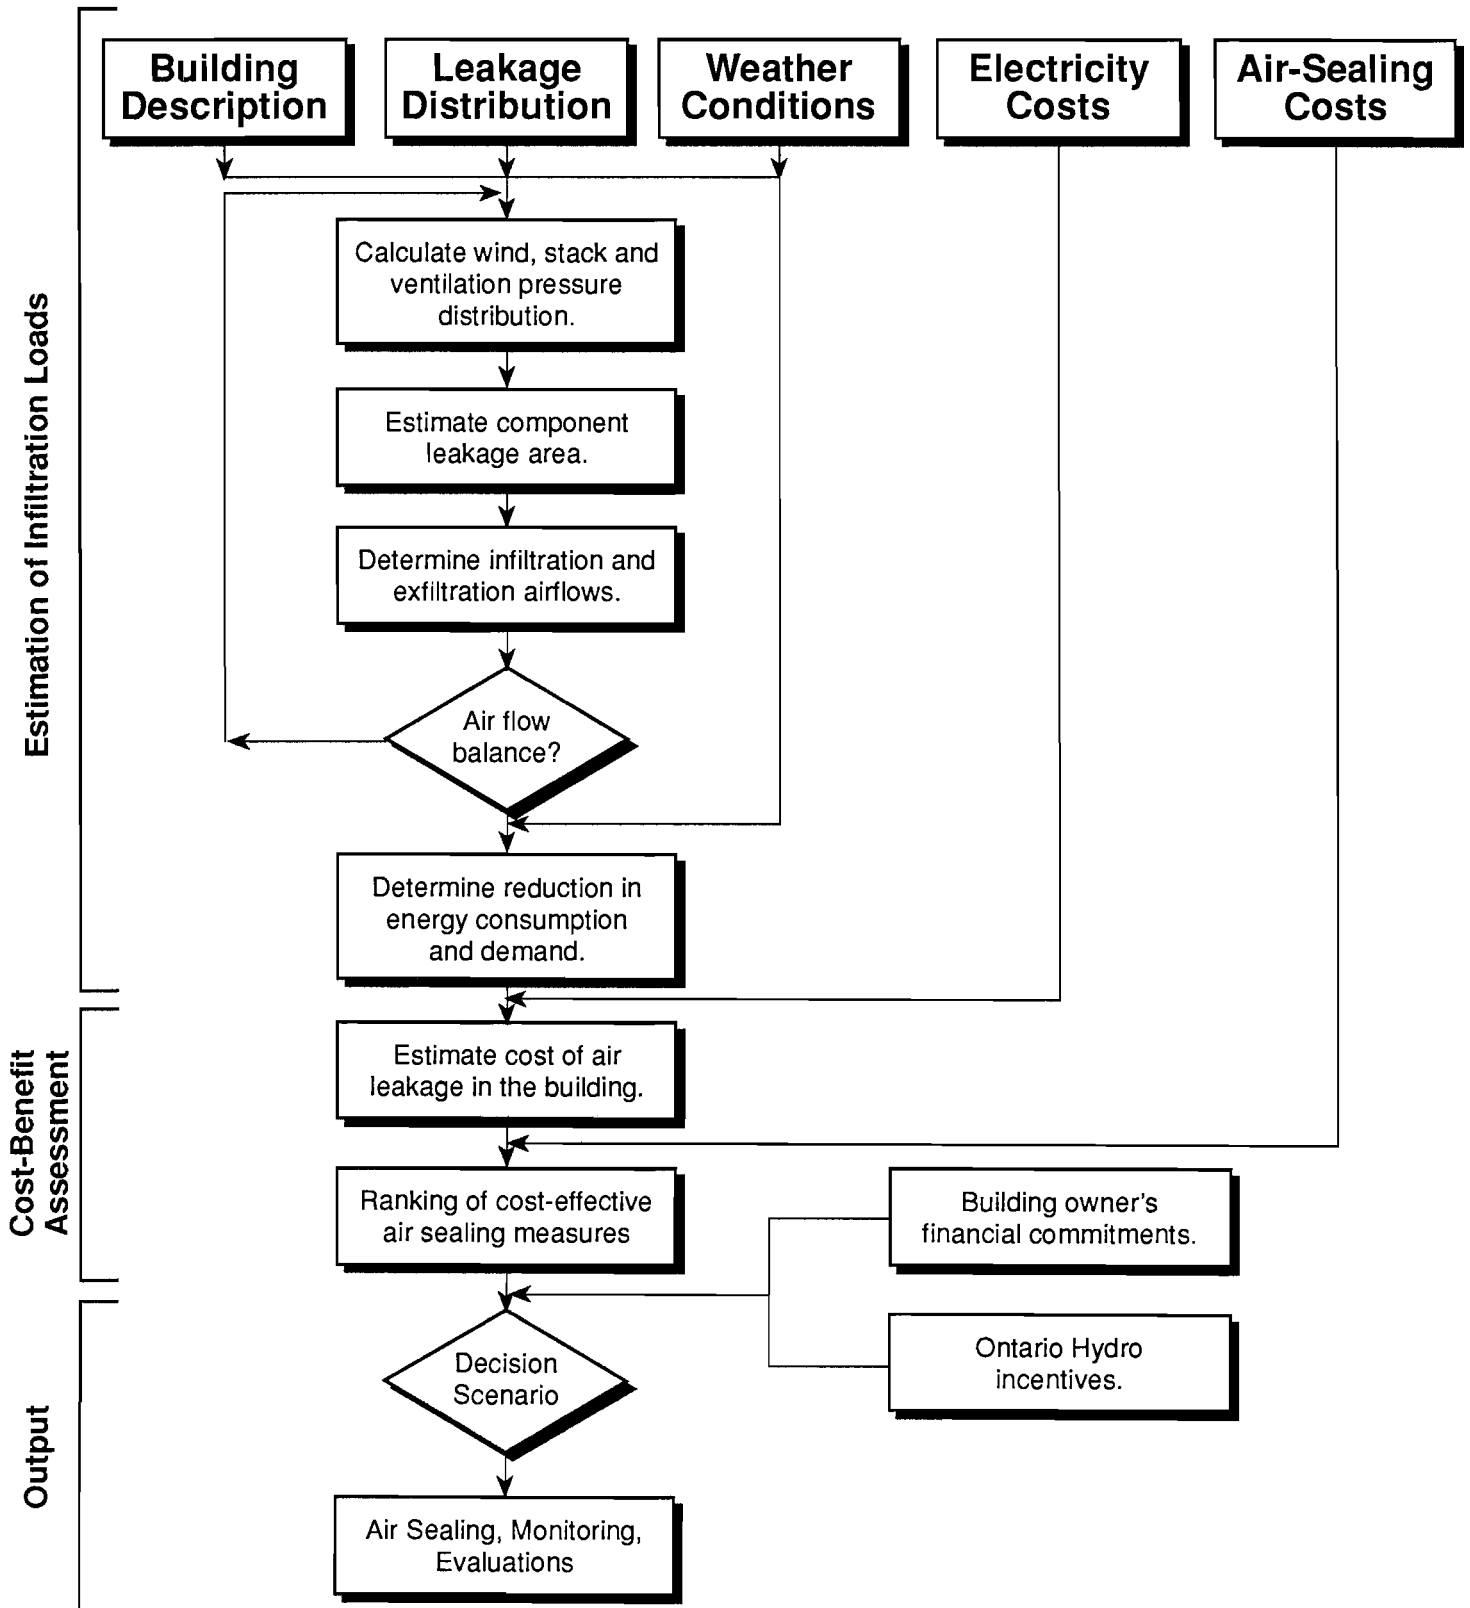 Building
Description
Leakage
Distribution
Weather
Conditions
Electricity
Costs
Air-Sealing
Costs
Estimation of Infiltration Loads
Calculate wind, stack and
ventilation pressure
distribution.
Estimate component
leakage area.
Determine infiltration and
exfiltration airflows.
Air flow
balance?
Determine reduction in
energy consumption
and demand.
Cost-Benefit
Assessment
Estimate cost of air
leakage in the building.
Ranking of cost-effective
air sealing measures
Building owner's
financial commitments.
Ontario Hydro
incentives.
Output
Decision
Scenario
Air Sealing, Monitoring,
Evaluations